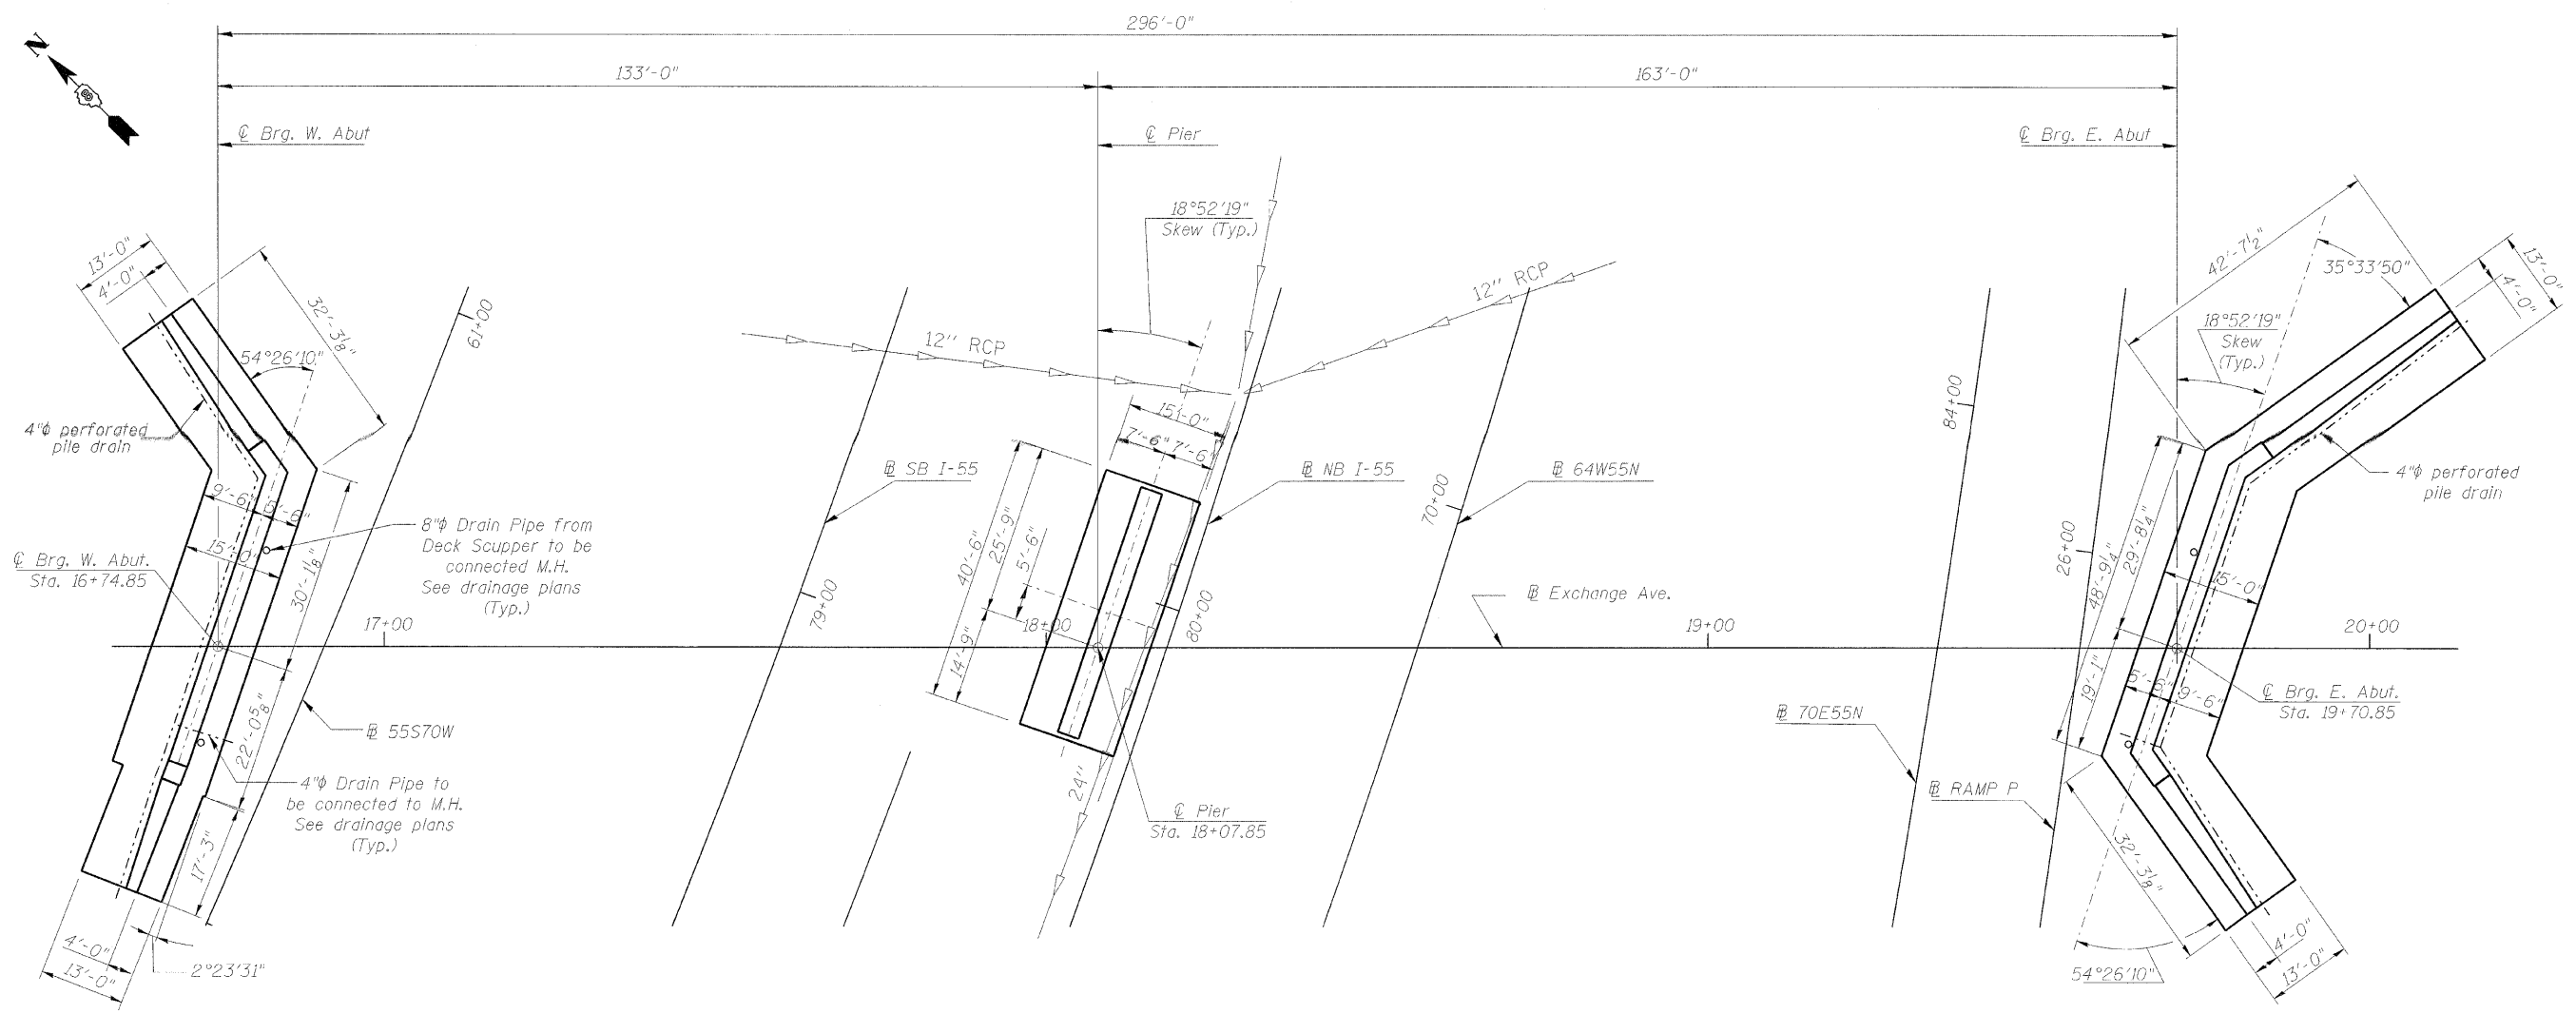 296'-0"
N
133'-0"
163'-0"
℄ Brg. W. Abut
℄ Pier
℄ Brg. E. Abut
18°52'19"
Skew (Typ.)
13'-0"
4'-0"
32'-3⅛"
54°26'10"
61+00
12" RCP
12" RCP
42'-7½"
35°33'50"
13'-0"
4'-0"
18°52'19"
Skew
(Typ.)
84+00
4"ϕ perforated
pile drain
15'-0"
7'-6" 7'-6"
℄ SB I-55
℄ NB I-55
℄ 64W55N
70+00
4"ϕ perforated
pile drain
9'-6"
5'-6"
15'-0"
8"ϕ Drain Pipe from
Deck Scupper to be
connected M.H.
See drainage plans
(Typ.)
℄ Brg. W. Abut.
Sta. 16+74.85
30'-1⅛"
40'-6"
25'-9"
5'-6"
14'-9"
79+00
80+00
26+00
48'-9¼"
29'-8¼"
15'-0"
℄ Exchange Ave.
17+00
18+00
19+00
20+00
19'-1"
5'-6"
9'-6"
℄ Brg. E. Abut.
Sta. 19+70.85
℄ 55S70W
22'-0⅝"
4"ϕ Drain Pipe to
be connected to M.H.
See drainage plans
(Typ.)
17'-3"
24"
℄ Pier
Sta. 18+07.85
℄ 70E55N
℄ RAMP P
32'-3⅛"
4'-0"
13'-0"
2°23'31"
54°26'10"
4'-0"
13'-0"